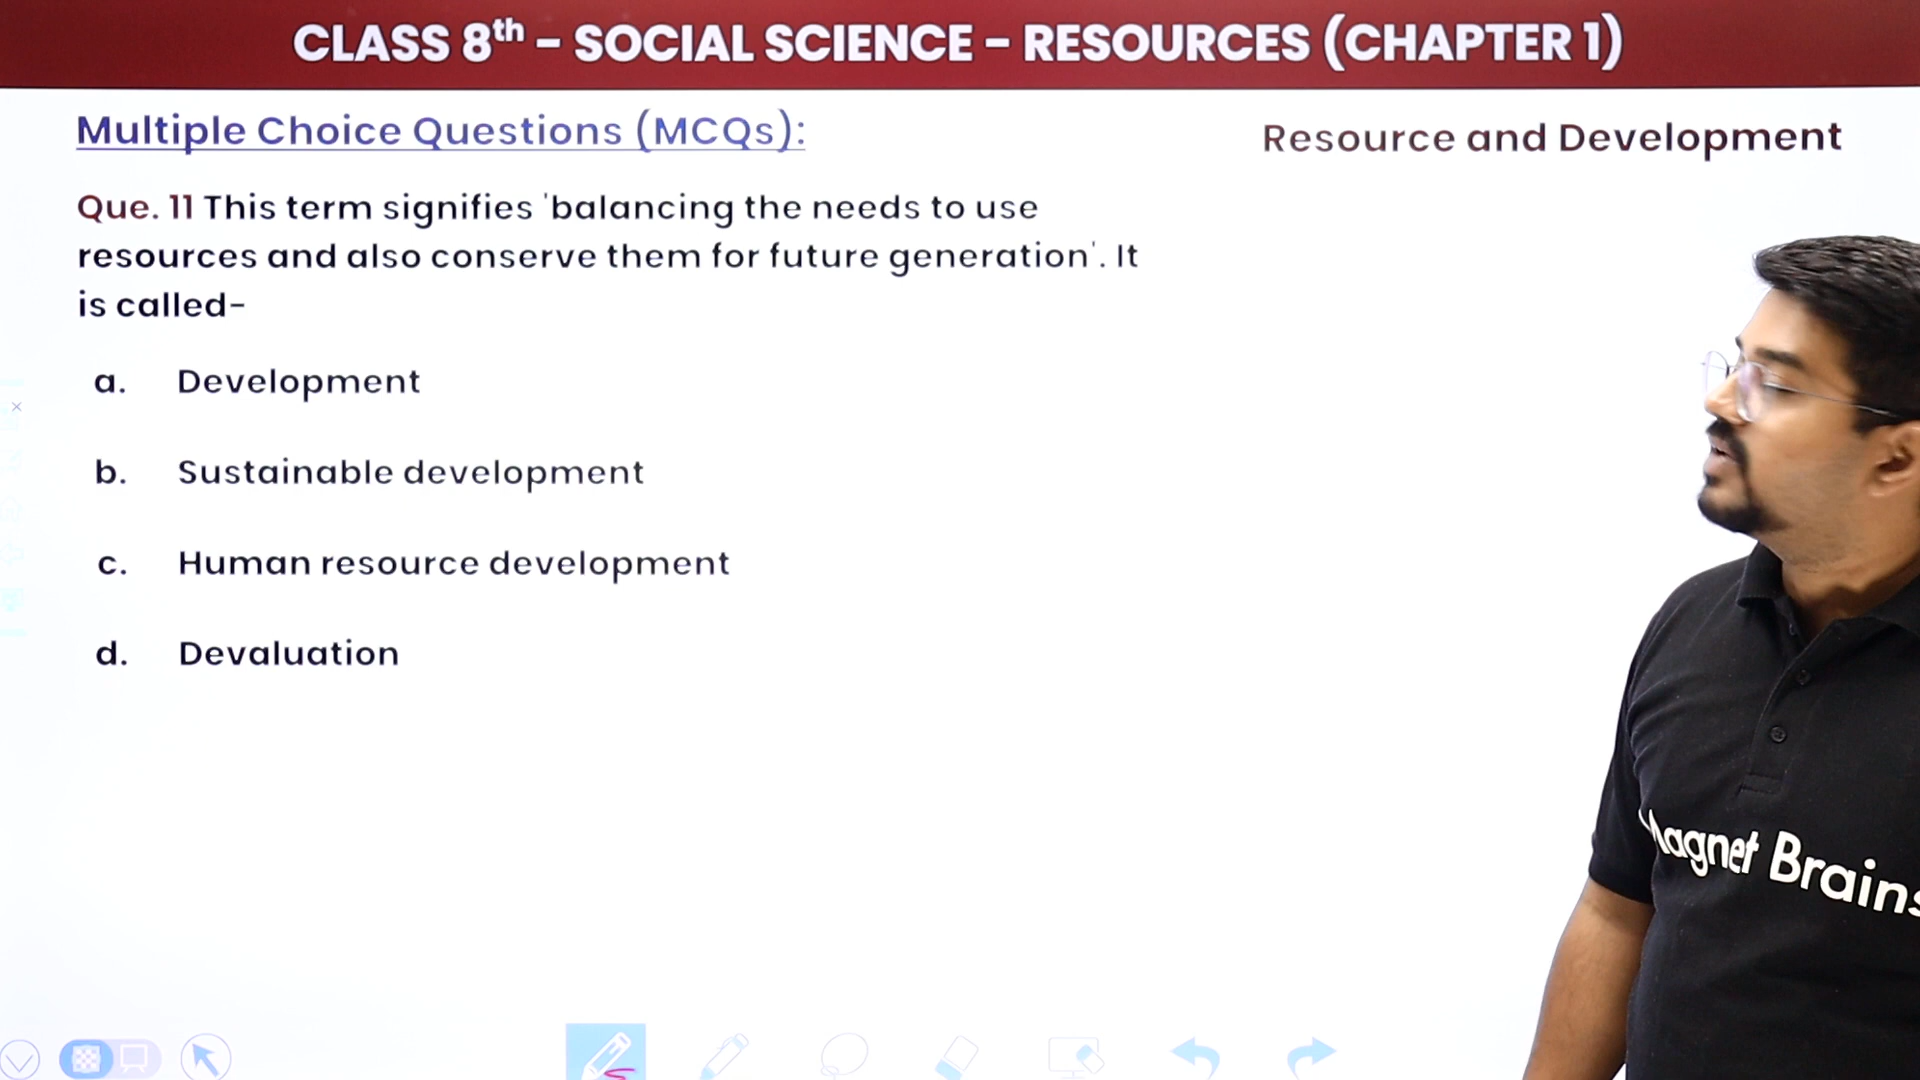 CLASS 8th – SOCIAL SCIENCE – RESOURCES (CHAPTER 1)
Multiple Choice Questions (MCQs):
Resource and Development
Que. 11 This term signifies 'balancing the needs to use
resources and also conserve them for future generation'. It
is called-
a. Development
b. Sustainable development
c. Human resource development
d. Devaluation
Magnet Brains